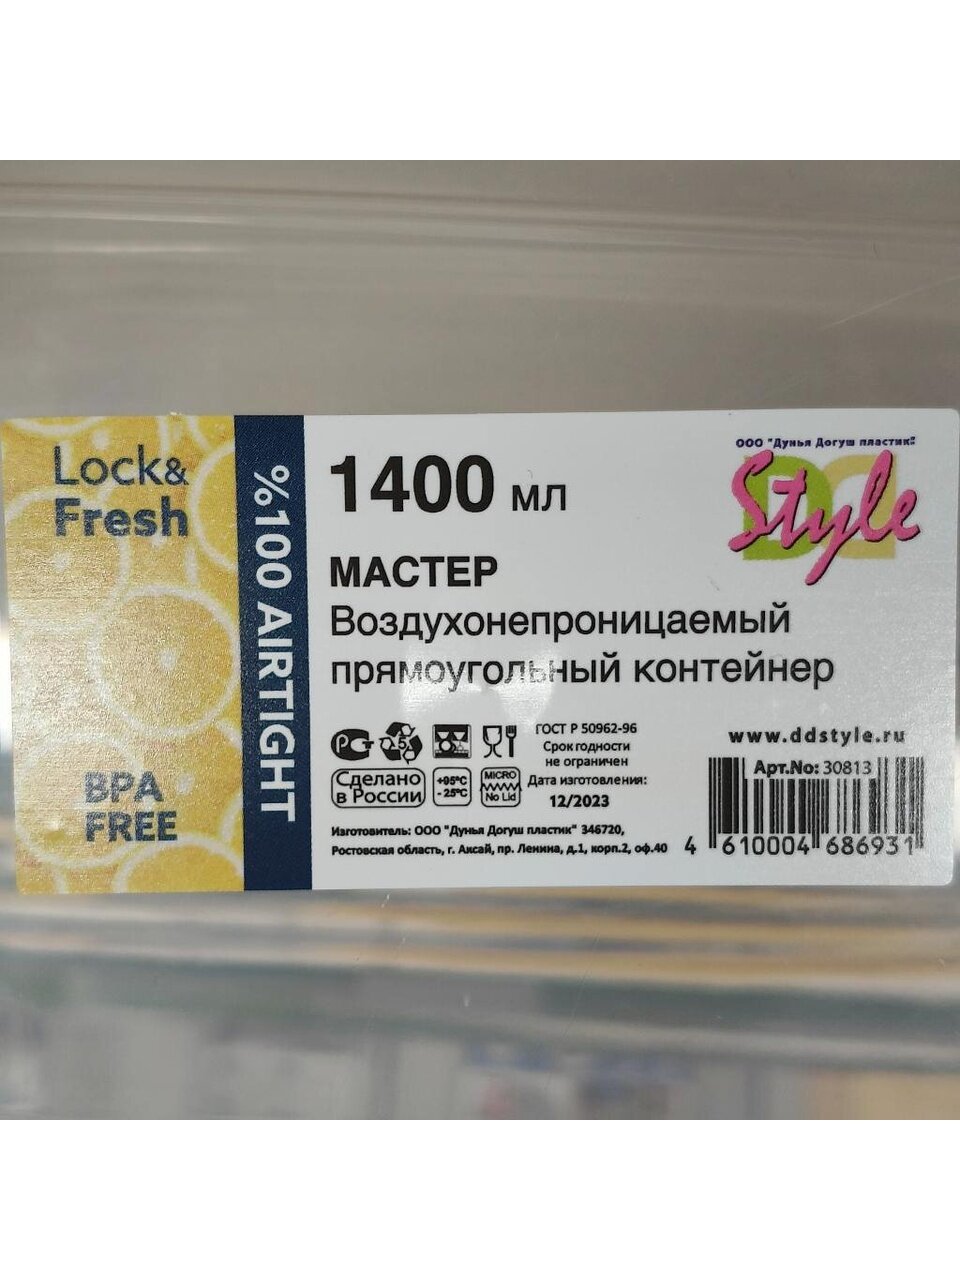 Lock&
Fresh
BPA
FREE
%100 AIRTIGHT
1400 мл
МАСТЕР
Воздухонепроницаемый
прямоугольный контейнер
ООО "Дунья Догуш пластик"
Style
РСТ
5
ГОСТ Р 50962-96
Срок годности
не ограничен
Дата изготовления:
12/2023
Сделано
в России
+95°C
-25°C
MICRO
No Lid
Изготовитель: ООО "Дунья Догуш пластик" 346720,
Ростовская область, г. Аксай, пр. Ленина, д.1, корп.2, оф.40
www.ddstyle.ru
Арт.No: 30813
4 610004 686931